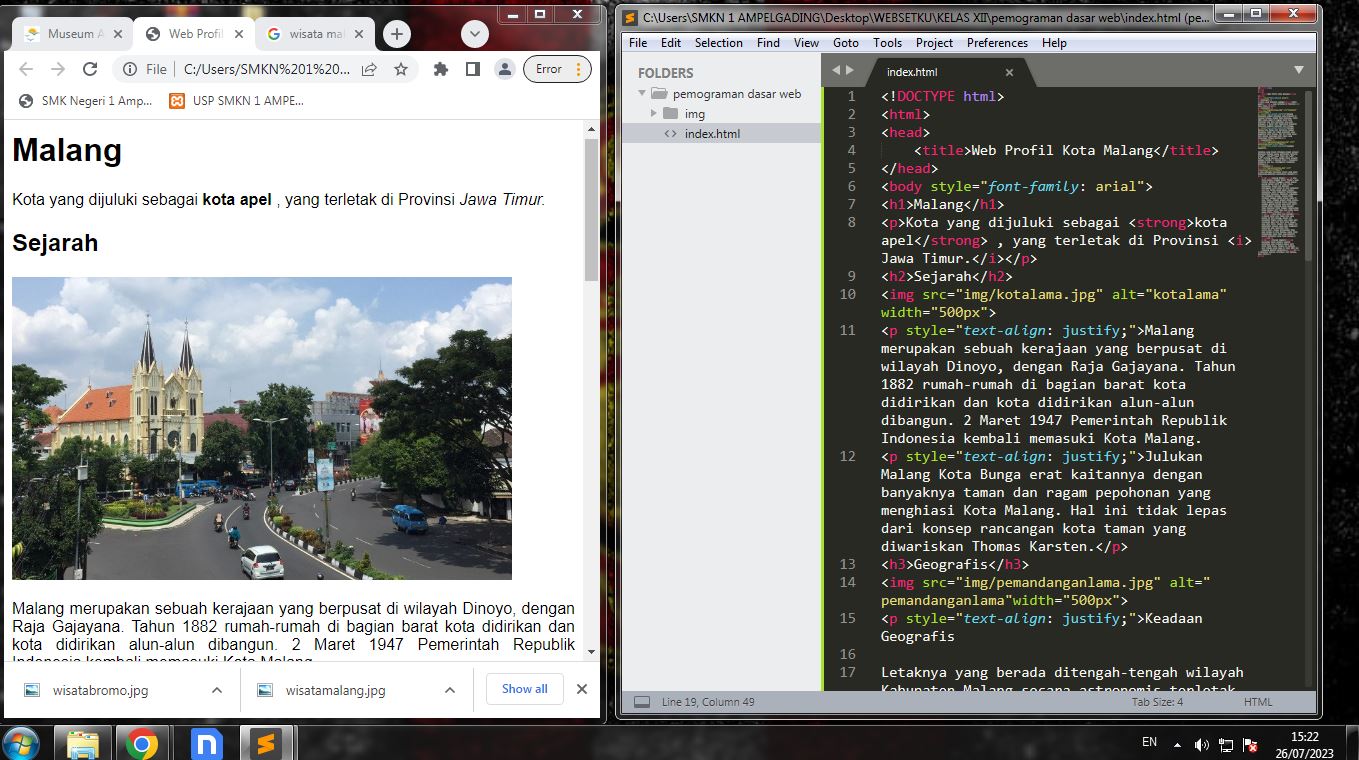 Museum A
Web Profil
wisata mal
File
C:/Users/SMKN%201%20...
Error
SMK Negeri 1 Amp...
USP SMKN 1 AMPE...
Malang
Kota yang dijuluki sebagai kota apel , yang terletak di Provinsi Jawa Timur.
Sejarah
Malang merupakan sebuah kerajaan yang berpusat di wilayah Dinoyo, dengan
Raja Gajayana. Tahun 1882 rumah-rumah di bagian barat kota didirikan dan
kota didirikan alun-alun dibangun. 2 Maret 1947 Pemerintah Republik
Indonesia kembali memasuki Kota Malang.
wisatabromo.jpg
wisatamalang.jpg
Show all
C:\Users\SMKN 1 AMPELGADING\Desktop\WEBSETKU\KELAS XII\pemograman dasar web\index.html (pe...
File Edit Selection Find View Goto Tools Project Preferences Help
FOLDERS
pemograman dasar web
img
<> index.html
index.html
1 <!DOCTYPE html>
2 <html>
3 <head>
4 <title>Web Profil Kota Malang</title>
5 </head>
6 <body style="font-family: arial">
7 <h1>Malang</h1>
8 <p>Kota yang dijuluki sebagai <strong>kota
apel</strong> , yang terletak di Provinsi <i>
Jawa Timur.</i></p>
9 <h2>Sejarah</h2>
10 <img src="img/kotalama.jpg" alt="kotalama"
width="500px">
11 <p style="text-align: justify;">Malang
merupakan sebuah kerajaan yang berpusat di
wilayah Dinoyo, dengan Raja Gajayana. Tahun
1882 rumah-rumah di bagian barat kota
didirikan dan kota didirikan alun-alun
dibangun. 2 Maret 1947 Pemerintah Republik
Indonesia kembali memasuki Kota Malang.
12 <p style="text-align: justify;">Julukan
Malang Kota Bunga erat kaitannya dengan
banyaknya taman dan ragam pepohonan yang
menghiasi Kota Malang. Hal ini tidak lepas
dari konsep rancangan kota taman yang
diwariskan Thomas Karsten.</p>
13 <h3>Geografis</h3>
14 <img src="img/pemandanganlama.jpg" alt="
pemandanganlama"width="500px">
15 <p style="text-align: justify;">Keadaan
Geografis
16
17 Letaknya yang berada ditengah-tengah wilayah
Kabupaten Malang secara astronomis terletak
Line 19, Column 49
Tab Size: 4
HTML
EN
15:22
26/07/2023